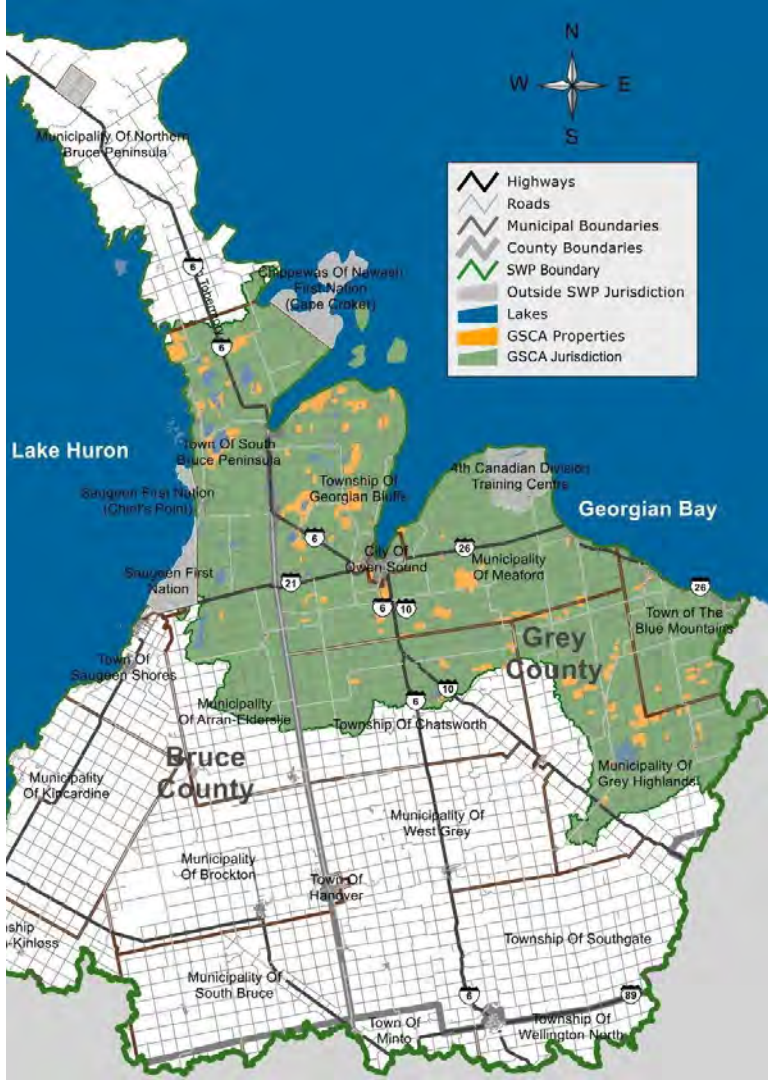 N
W E
S
Highways
Roads
Municipal Boundaries
County Boundaries
SWP Boundary
Outside SWP Jurisdiction
Lakes
GSCA Properties
GSCA Jurisdiction
Municipality Of Northern
Bruce Peninsula
6
Chippewas Of Nawash
First Nation
(Cape Croker)
6
Lake Huron
Town Of South
Bruce Peninsula
4th Canadian Division
Training Centre
Township Of
Georgian Bluffs
Saugeen First Nation
(Chief's Point)
Georgian Bay
6
City Of
Owen Sound
26
Municipality
Of Meaford
Saugeen First
Nation
21
26
6
10
Town of The
Blue Mountains
Grey
County
Town Of
Saugeen Shores
10
6
Municipality
Of Arran-Elderslie
Township Of Chatsworth
Bruce
County
Municipality
Of Kincardine
Municipality Of
Grey Highlands
Municipality Of
West Grey
Municipality
Of Brockton
Town Of
Hanover
nship
-Kinloss
Township Of Southgate
Municipality Of
South Bruce
6
89
Town Of
Minto
Township Of
Wellington North